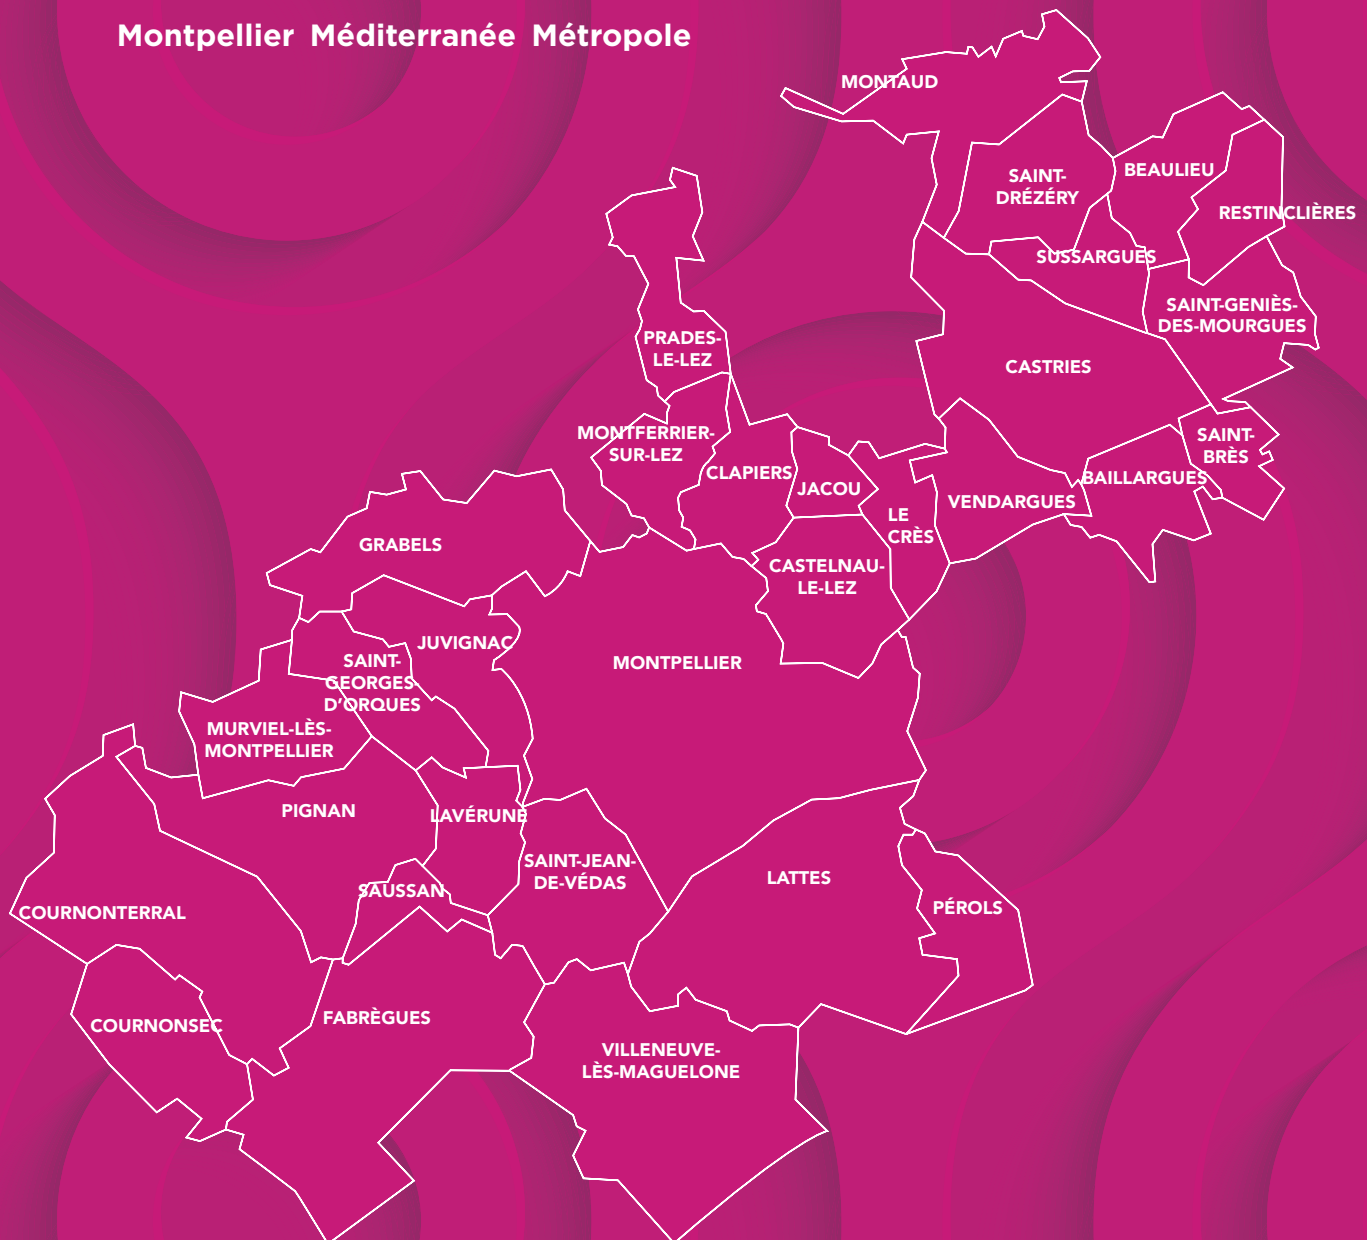 Montpellier Méditerranée Métropole
MONTAUD
SAINT-
DRÉZÉRY
BEAULIEU
RESTINCLIÈRES
SUSSARGUES
SAINT-GENIÈS-
DES-MOURGUES
PRADES-
LE-LEZ
CASTRIES
MONTFERRIER-
SUR-LEZ
CLAPIERS
JACOU
LE
CRÈS
VENDARGUES
BAILLARGUES
SAINT-
BRÈS
GRABELS
CASTELNAU-
LE-LEZ
JUVIGNAC
MONTPELLIER
SAINT-
GEORGES-
D'ORQUES
MURVIEL-LÈS-
MONTPELLIER
PIGNAN
LAVÉRUNE
SAINT-JEAN-
DE-VÉDAS
LATTES
SAUSSAN
PÉROLS
COURNONTERRAL
COURNONSEC
FABRÈGUES
VILLENEUVE-
LÈS-MAGUELONE